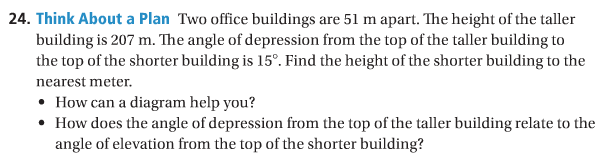 24. Think About a Plan Two office buildings are 51 m apart. The height of the taller
building is 207 m. The angle of depression from the top of the taller building to
the top of the shorter building is 15°. Find the height of the shorter building to the
nearest meter.
• How can a diagram help you?
• How does the angle of depression from the top of the taller building relate to the
angle of elevation from the top of the shorter building?